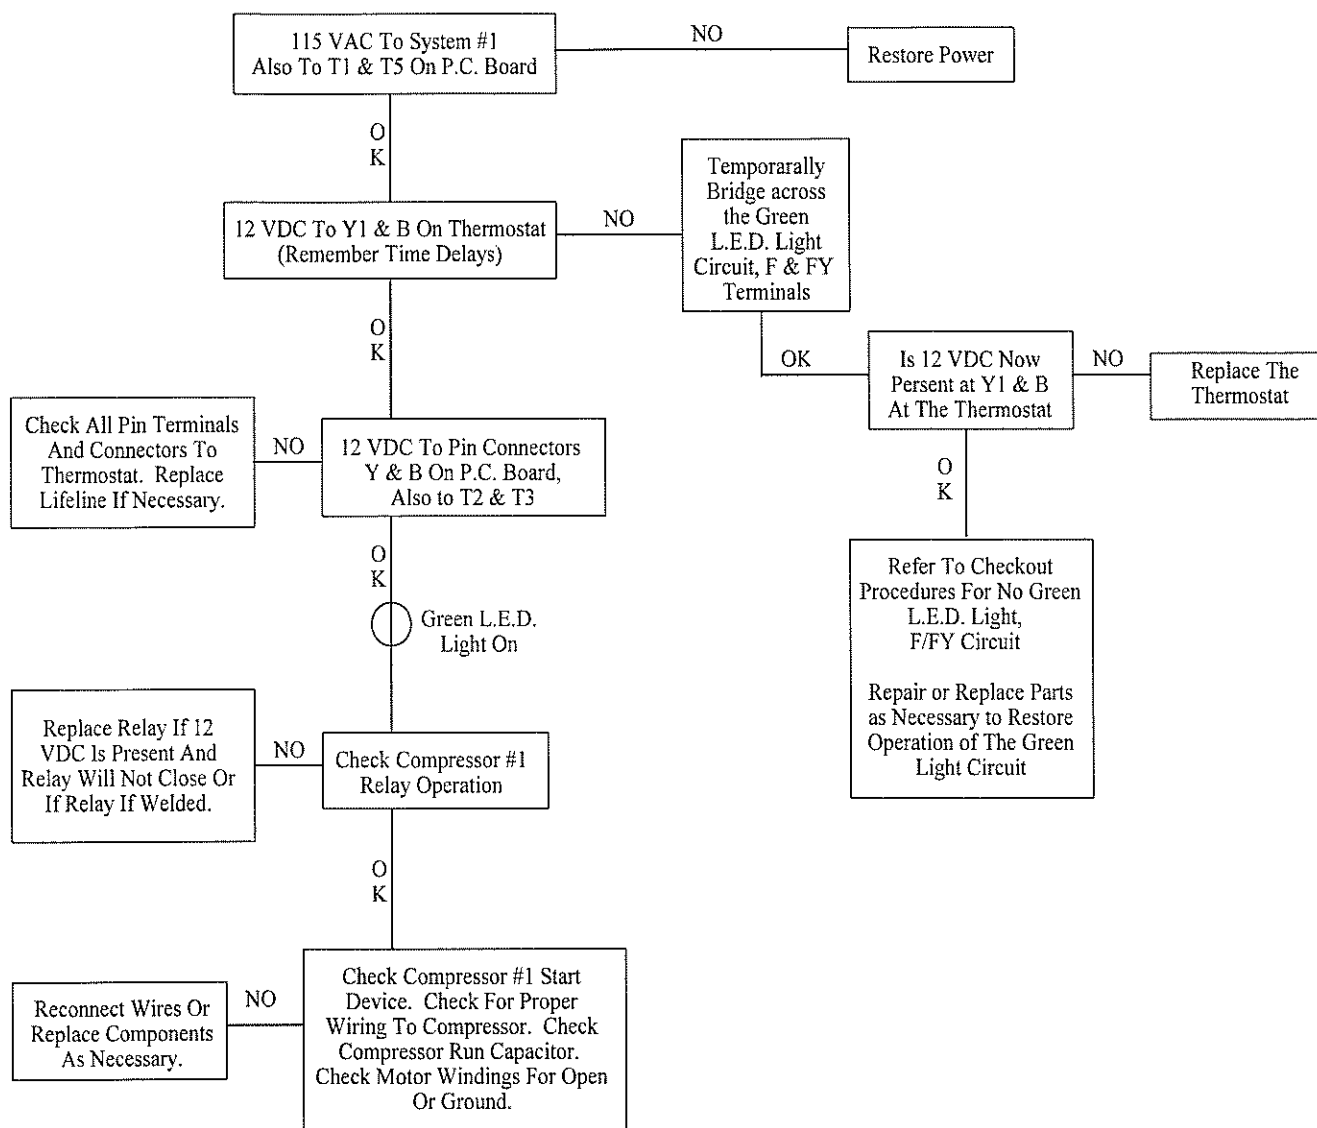 115 VAC To System #1
Also To T1 & T5 On P.C. Board
NO
Restore Power
O
K
12 VDC To Y1 & B On Thermostat
(Remember Time Delays)
NO
Temporarally
Bridge across
the Green
L.E.D. Light
Circuit, F & FY
Terminals
O
K
OK
Is 12 VDC Now
Persent at Y1 & B
At The Thermostat
NO
Replace The
Thermostat
Check All Pin Terminals
And Connectors To
Thermostat. Replace
Lifeline If Necessary.
NO
12 VDC To Pin Connectors
Y & B On P.C. Board,
Also to T2 & T3
O
K
O
K
Green L.E.D.
Light On
Refer To Checkout
Procedures For No Green
L.E.D. Light,
F/FY Circuit
Repair or Replace Parts
as Necessary to Restore
Operation of The Green
Light Circuit
Replace Relay If 12
VDC Is Present And
Relay Will Not Close Or
If Relay If Welded.
NO
Check Compressor #1
Relay Operation
O
K
Reconnect Wires Or
Replace Components
As Necessary.
NO
Check Compressor #1 Start
Device. Check For Proper
Wiring To Compressor. Check
Compressor Run Capacitor.
Check Motor Windings For Open
Or Ground.